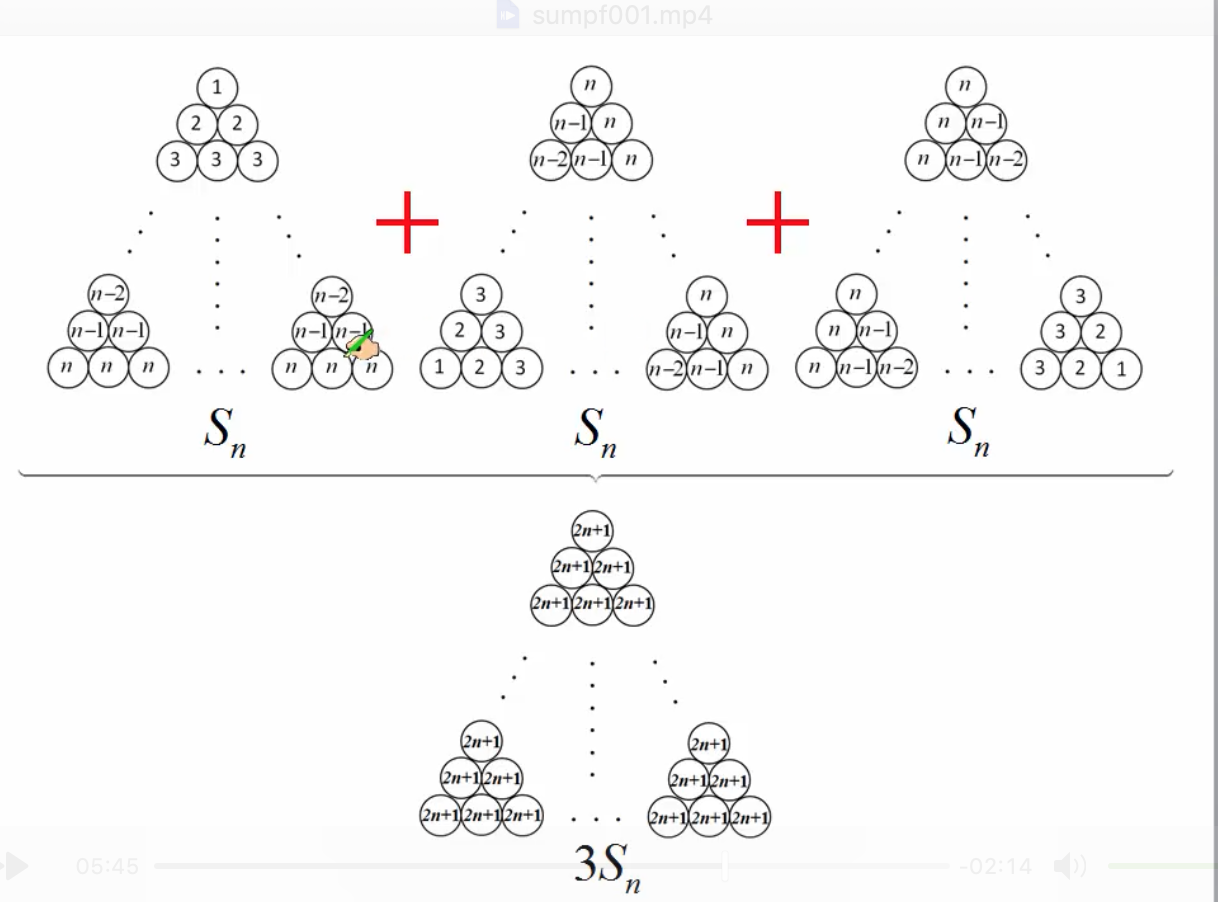 sumpf001.mp4
1 n n
2 2 n−1 n n n−1
3 3 3 n−2 n−1 n n n−1 n−2
+ +
n−2 n−2 3 n n 3
n−1 n−1 n−1 n−1 2 3 n−1 n n n−1 3 2
n n n . . . n n n 1 2 3 . . . n−2 n−1 n n n−1 n−2 . . . 3 2 1
Sn Sn Sn
2n+1
2n+1 2n+1
2n+1 2n+1 2n+1
2n+1 2n+1
2n+1 2n+1 2n+1 2n+1
2n+1 2n+1 2n+1 . . . 2n+1 2n+1 2n+1
05:45 3Sn -02:14